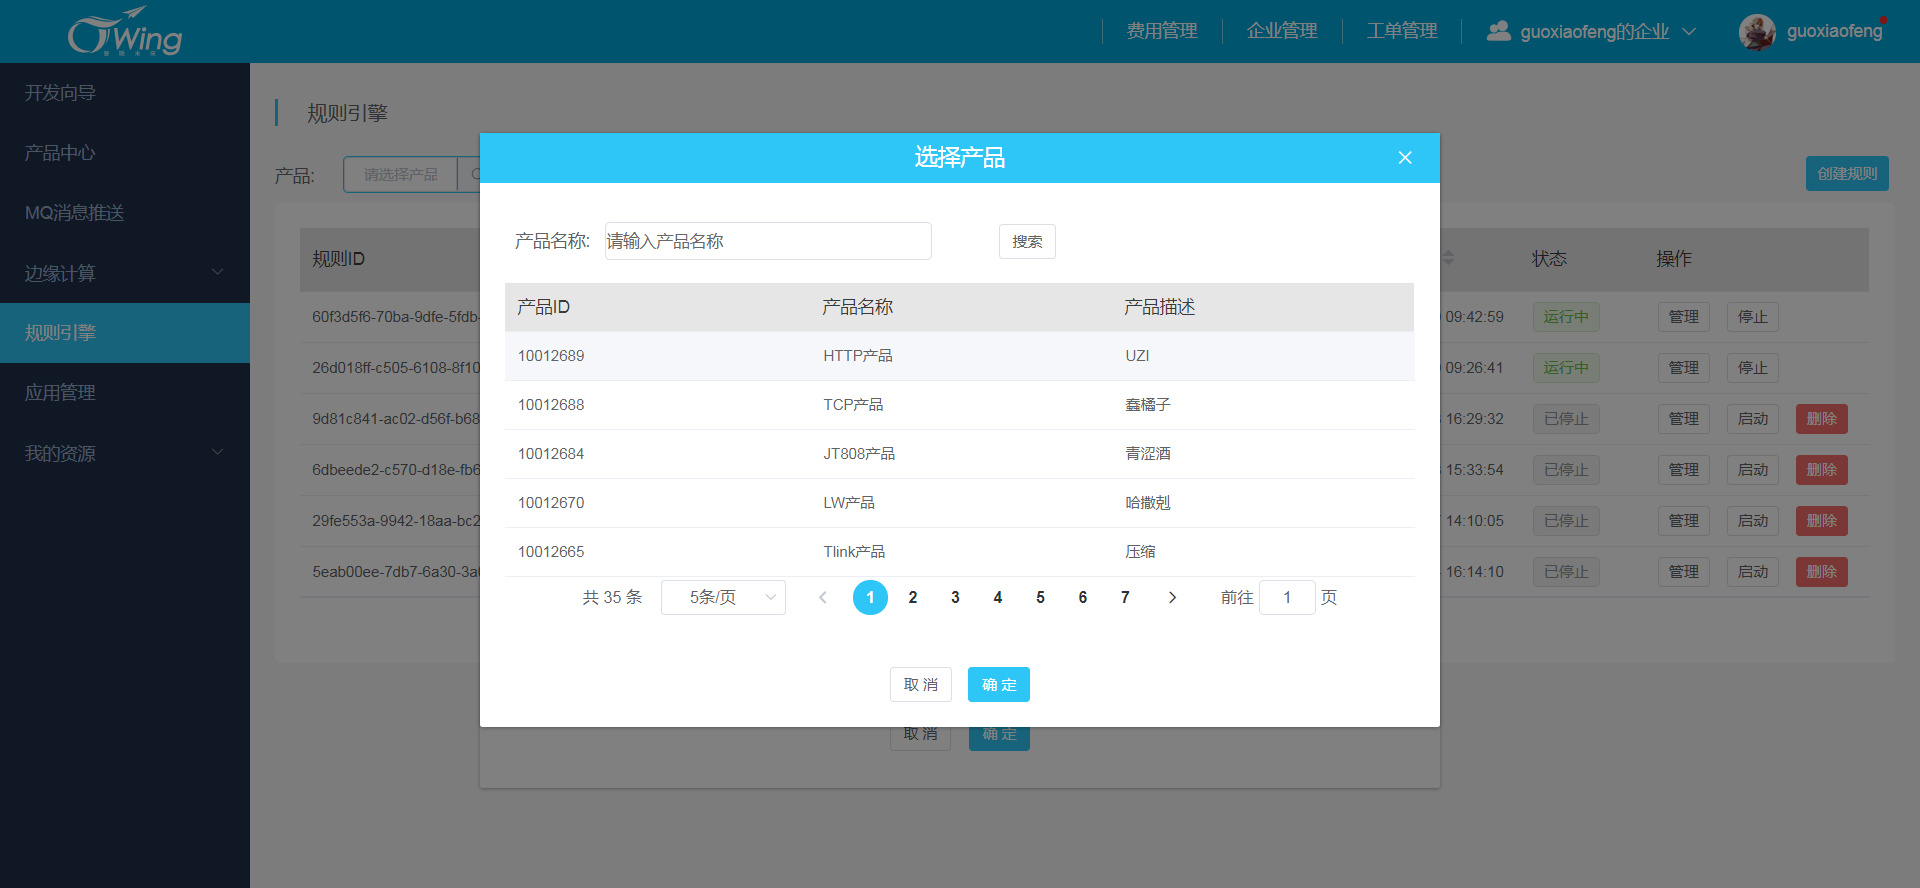 Wing
费用管理
企业管理
工单管理
guoxiaofeng的企业
guoxiaofeng
开发向导
产品中心
MQ消息推送
边缘计算
规则引擎
应用管理
我的资源
规则引擎
产品:
请选择产品
创建规则
规则ID
状态
操作
60f3d5f6-70ba-9dfe-5fdb-
09:42:59
运行中
管理
停止
26d018ff-c505-6108-8f10
09:26:41
运行中
管理
停止
9d81c841-ac02-d56f-b68
16:29:32
已停止
管理
启动
删除
6dbeede2-c570-d18e-fb6
15:33:54
已停止
管理
启动
删除
29fe553a-9942-18aa-bc2
14:10:05
已停止
管理
启动
删除
5eab00ee-7db7-6a30-3a
16:14:10
已停止
管理
启动
删除
选择产品
产品名称:
请输入产品名称
搜索
产品ID
产品名称
产品描述
10012689
HTTP产品
UZI
10012688
TCP产品
鑫橘子
10012684
JT808产品
青涩酒
10012670
LW产品
哈撒剋
10012665
Tlink产品
压缩
共 35 条
5条/页
1
2
3
4
5
6
7
前往
1
页
取 消
确 定
取 消
确 定